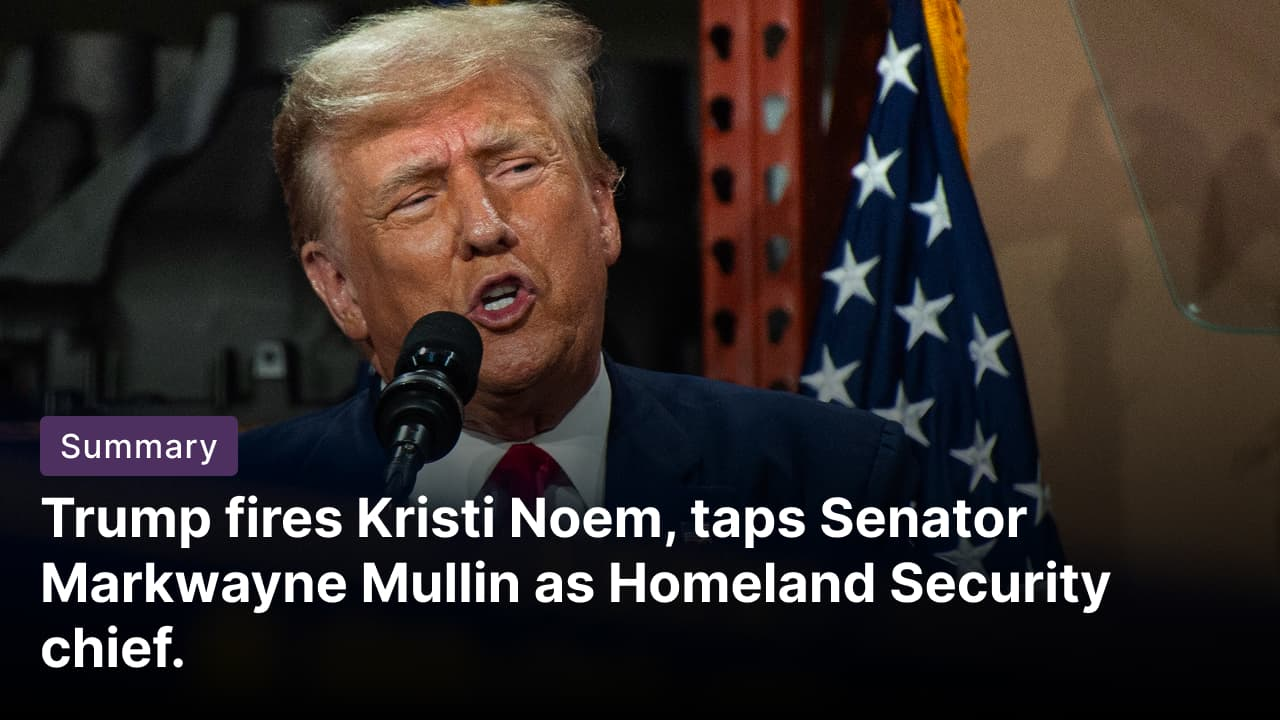 Summary
Trump fires Kristi Noem, taps Senator
Markwayne Mullin as Homeland Security
chief.